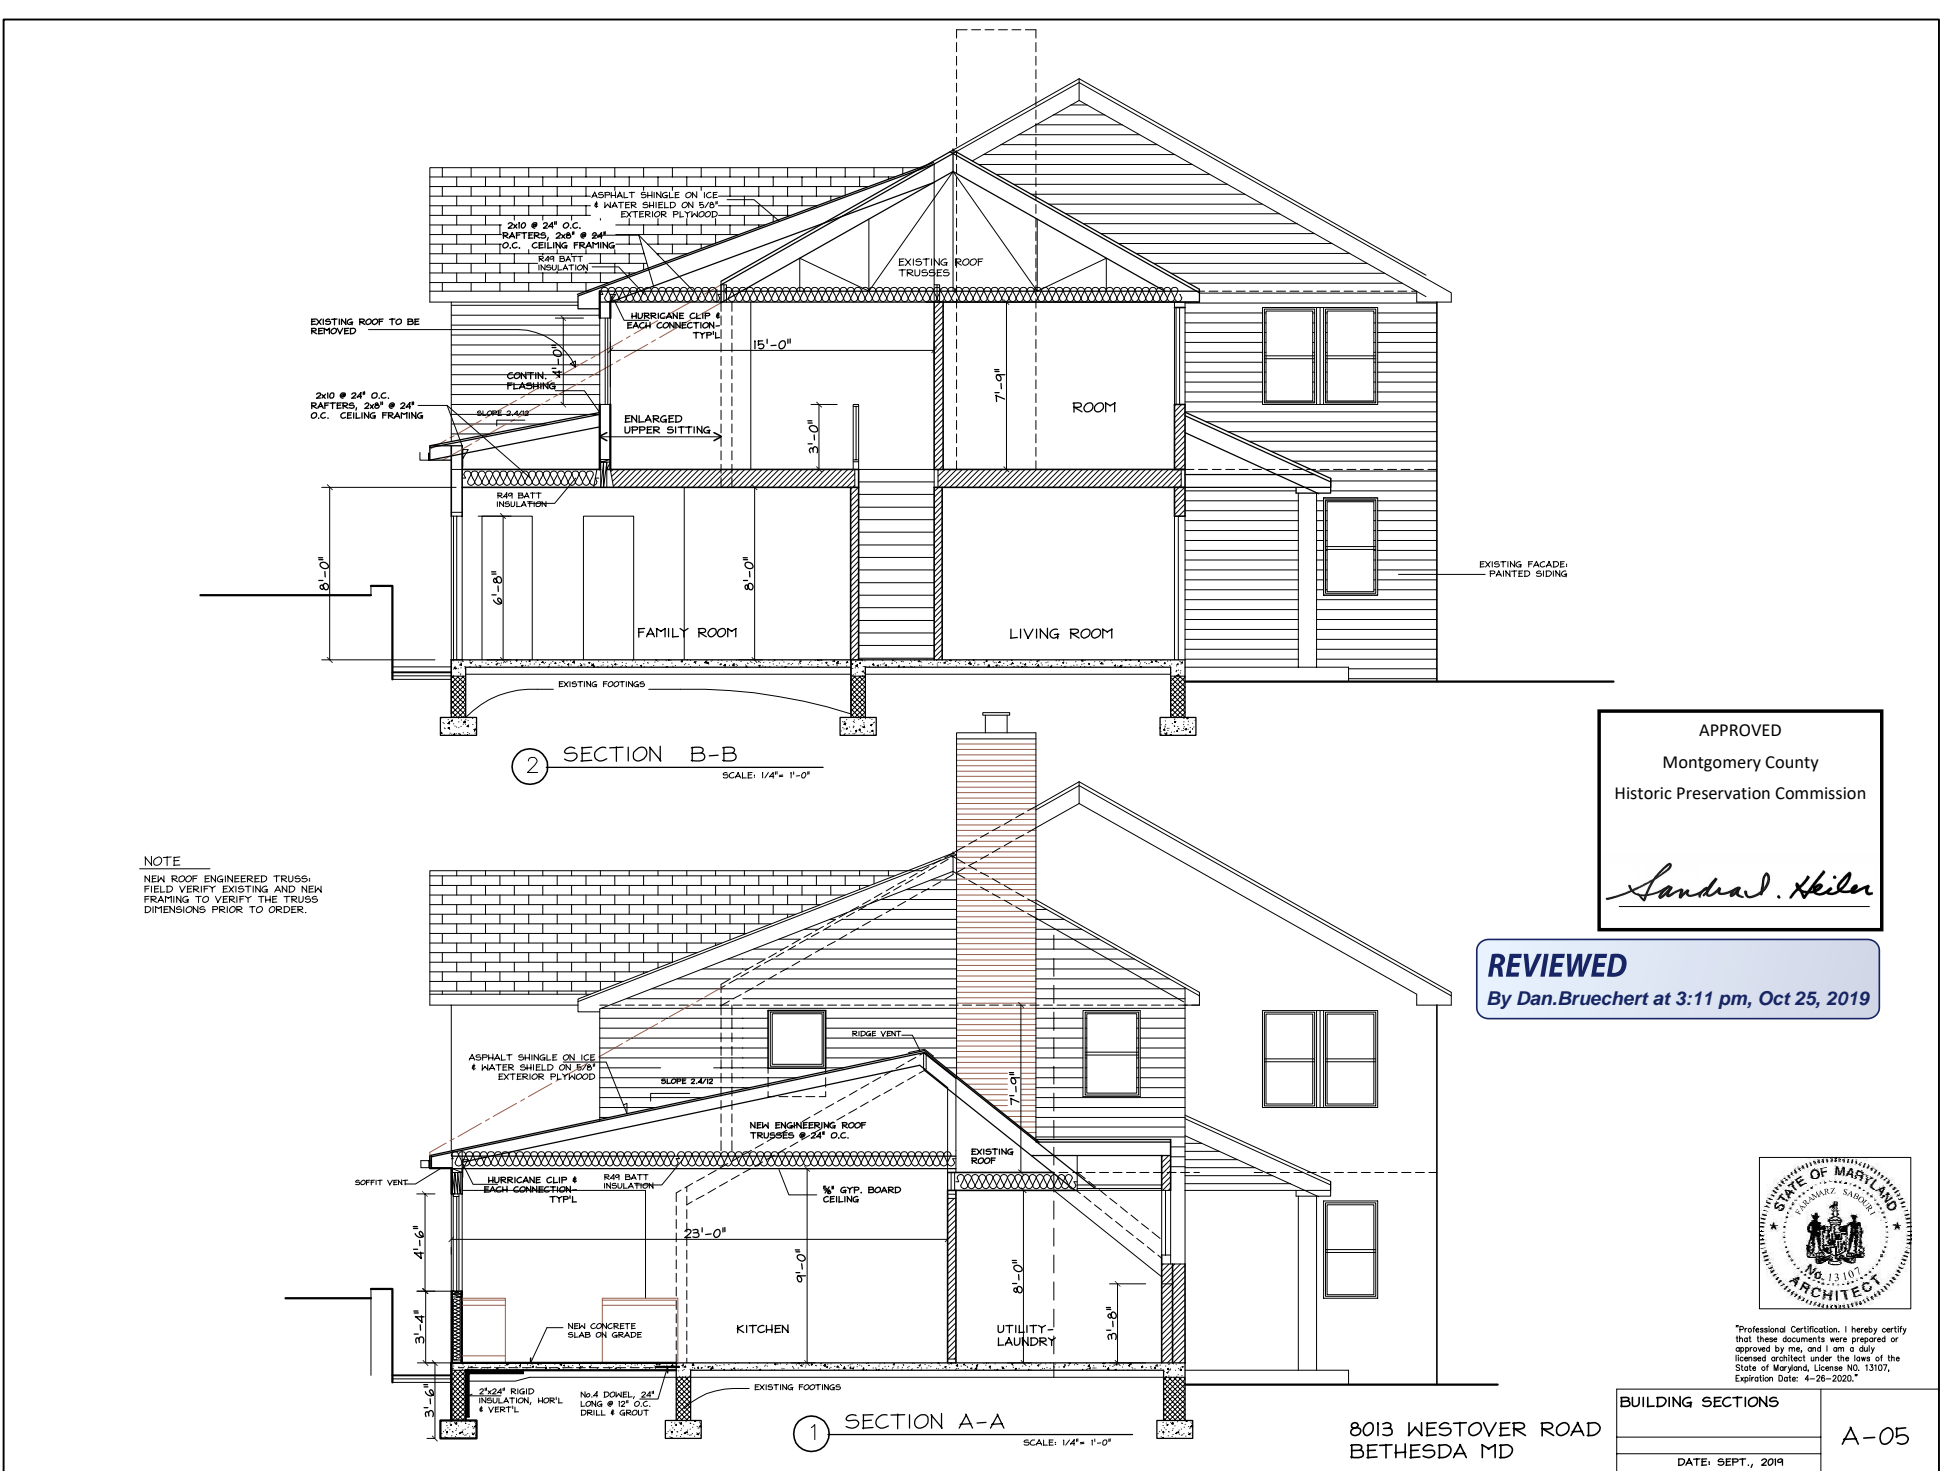 ASPHALT SHINGLE ON ICE
& WATER SHIELD ON 5/8"
EXTERIOR PLYWOOD
2x10 @ 24" O.C.
RAFTERS, 2x8" @ 24"
O.C. CEILING FRAMING
R49 BATT
INSULATION
EXISTING ROOF
TRUSSES
HURRICANE CLIP @
EACH CONNECTION-
TYP'L
EXISTING ROOF TO BE
REMOVED
15'-0"
4'-0"
CONTIN.
FLASHING
2x10 @ 24" O.C.
RAFTERS, 2x8" @ 24"
O.C. CEILING FRAMING
SLOPE 2.4/12
ENLARGED
UPPER SITTING
3'-0"
7'-9"
ROOM
R49 BATT
INSULATION
8'-0"
6'-8"
8'-0"
FAMILY ROOM
LIVING ROOM
EXISTING FACADE:
PAINTED SIDING
EXISTING FOOTINGS
2
SECTION B-B
SCALE: 1/4"= 1'-0"
APPROVED
Montgomery County
Historic Preservation Commission
Sandra I. Heiler
REVIEWED
By Dan.Bruechert at 3:11 pm, Oct 25, 2019
NOTE
NEW ROOF ENGINEERED TRUSS:
FIELD VERIFY EXISTING AND NEW
FRAMING TO VERIFY THE TRUSS
DIMENSIONS PRIOR TO ORDER.
RIDGE VENT
ASPHALT SHINGLE ON ICE
& WATER SHIELD ON 5/8"
EXTERIOR PLYWOOD
SLOPE 2.4/12
7'-9"
NEW ENGINEERING ROOF
TRUSSES @ 24" O.C.
EXISTING
ROOF
SOFFIT VENT
HURRICANE CLIP @
EACH CONNECTION-
TYP'L
R49 BATT
INSULATION
⅝" GYP. BOARD
CEILING
23'-0"
4'-6"
9'-0"
8'-0"
3'-4"
3'-8"
NEW CONCRETE
SLAB ON GRADE
KITCHEN
UTILITY-
LAUNDRY
3'-6"
2"x24" RIGID
INSULATION, HOR'L
& VERT'L
No.4 DOWEL, 24"
LONG @ 12" O.C.
DRILL & GROUT
EXISTING FOOTINGS
1
SECTION A-A
SCALE: 1/4"= 1'-0"
STATE OF MARYLAND
FARAMARZ SABOURI
No. 13107
ARCHITECT
"Professional Certification. I hereby certify
that these documents were prepared or
approved by me, and I am a duly
licensed architect under the laws of the
State of Maryland, License NO. 13107,
Expiration Date: 4-26-2020."
8013 WESTOVER ROAD
BETHESDA MD
BUILDING SECTIONS
A-05
DATE: SEPT., 2019